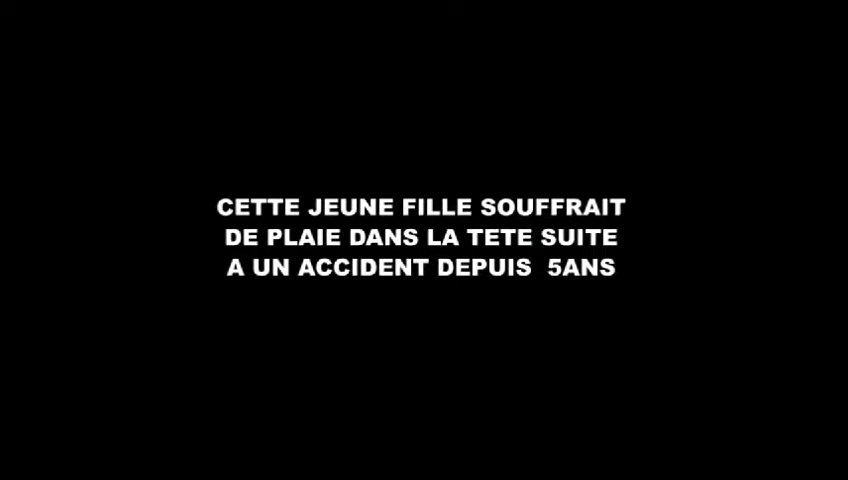 CETTE JEUNE FILLE SOUFFRAIT
DE PLAIE DANS LA TETE SUITE
A UN ACCIDENT DEPUIS  5ANS